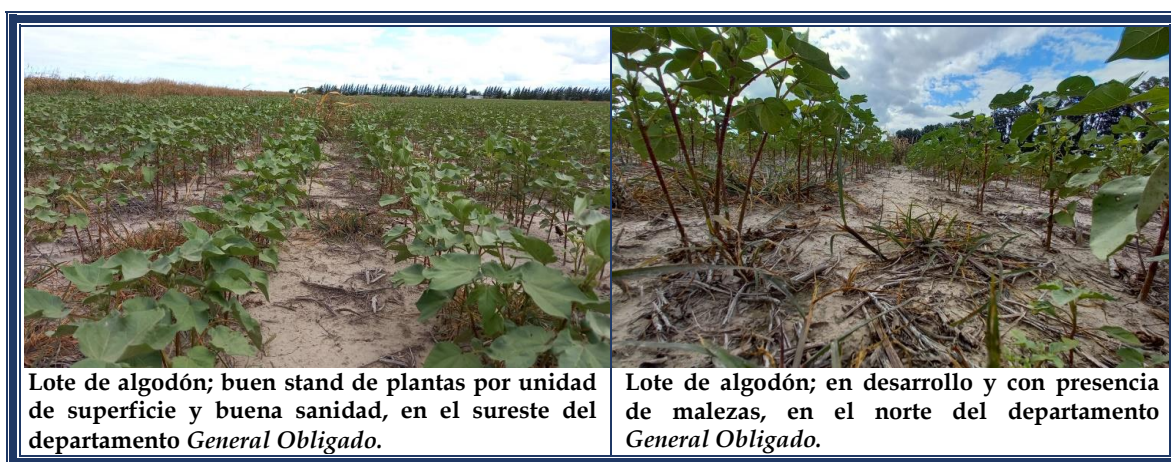 Lote de algodón; buen stand de plantas por unidad
de superficie y buena sanidad, en el sureste del
departamento General Obligado.
Lote de algodón; en desarrollo y con presencia
de malezas, en el norte del departamento
General Obligado.